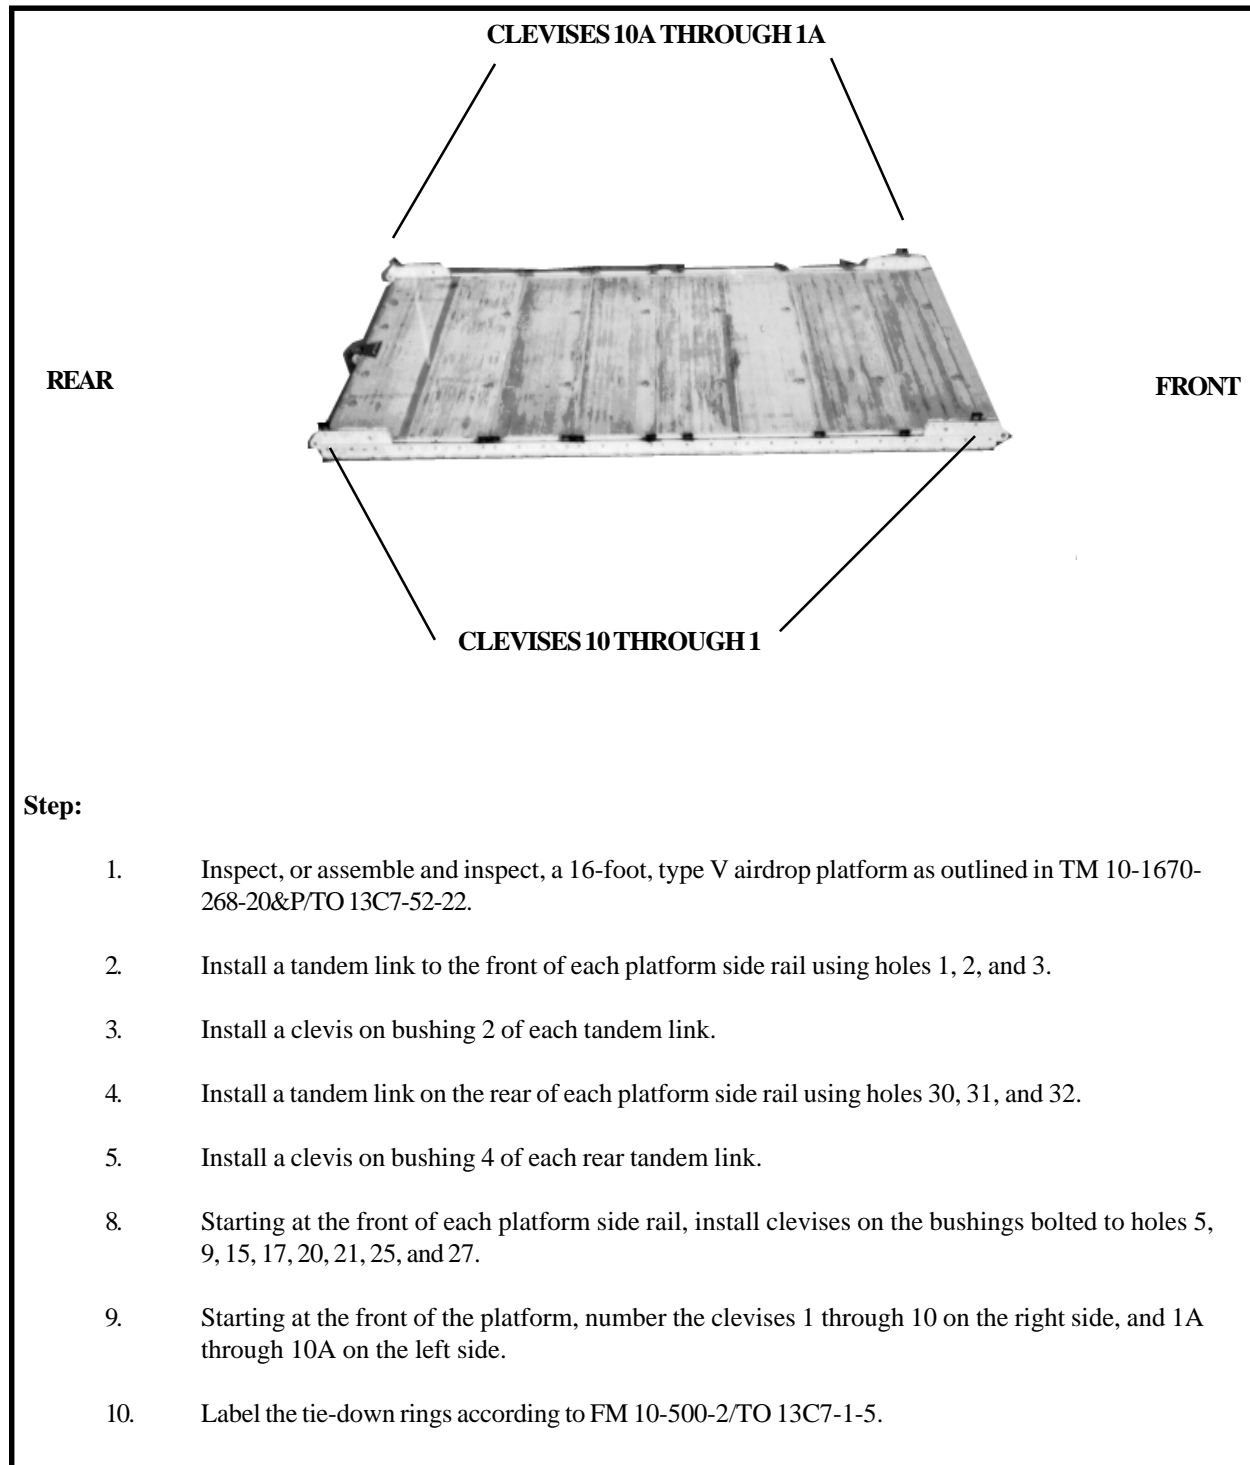 CLEVISES 10A THROUGH 1A
REAR
FRONT
CLEVISES 10 THROUGH 1
Step:
1. Inspect, or assemble and inspect, a 16-foot, type V airdrop platform as outlined in TM 10-1670-
268-20&P/TO 13C7-52-22.
2. Install a tandem link to the front of each platform side rail using holes 1, 2, and 3.
3. Install a clevis on bushing 2 of each tandem link.
4. Install a tandem link on the rear of each platform side rail using holes 30, 31, and 32.
5. Install a clevis on bushing 4 of each rear tandem link.
8. Starting at the front of each platform side rail, install clevises on the bushings bolted to holes 5,
9, 15, 17, 20, 21, 25, and 27.
9. Starting at the front of the platform, number the clevises 1 through 10 on the right side, and 1A
through 10A on the left side.
10. Label the tie-down rings according to FM 10-500-2/TO 13C7-1-5.